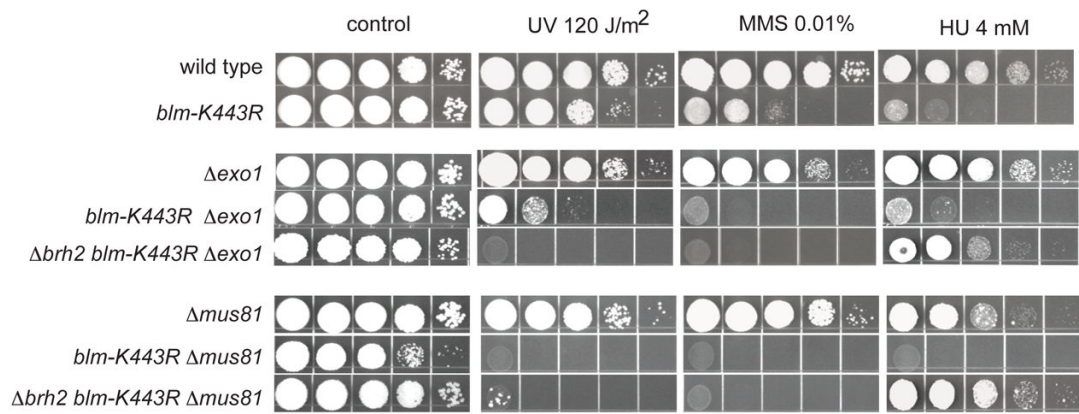 control UV 120 J/m² MMS 0.01% HU 4 mM
wild type
blm-K443R
Δexo1
blm-K443R Δexo1
Δbrh2 blm-K443R Δexo1
Δmus81
blm-K443R Δmus81
Δbrh2 blm-K443R Δmus81